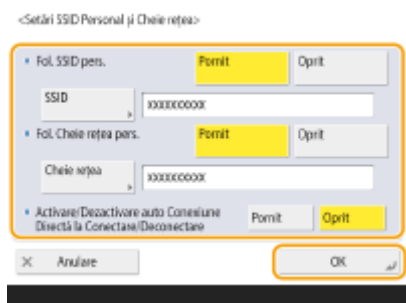 <Setări SSID Personal și Cheie rețea>
Fol. SSID pers. Pornit Oprit
SSID xxxxxxxxxx
Fol. Cheie rețea pers. Pornit Oprit
Cheie rețea xxxxxxxxxx
Activare/Dezactivare auto Conexiune Pornit Oprit
Directă la Conectare/Deconectare
Anulare OK